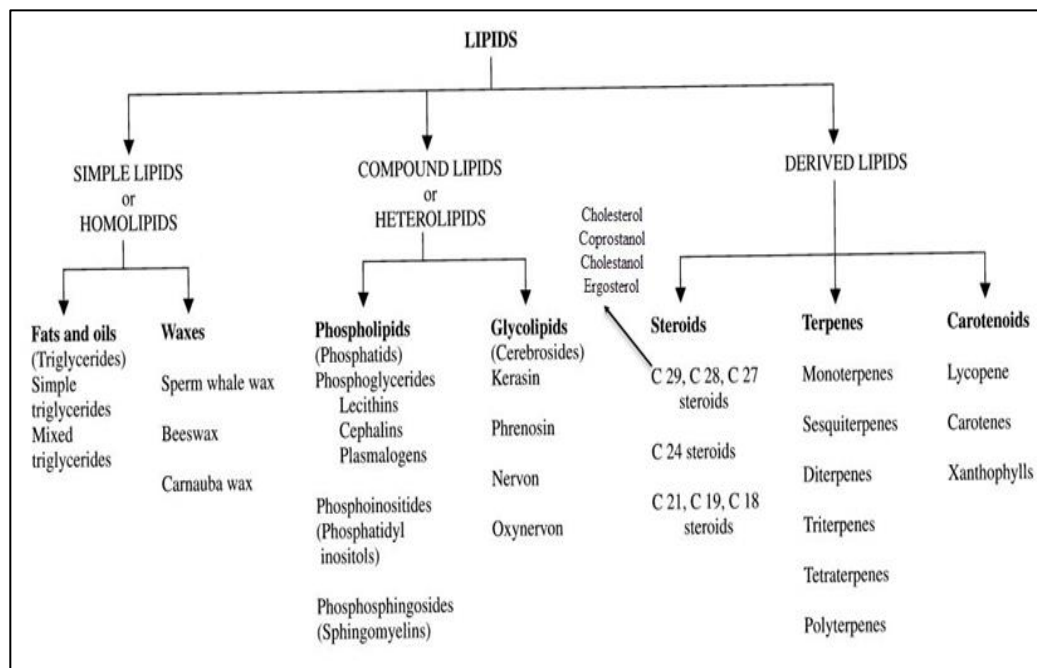 LIPIDS
SIMPLE LIPIDS
or
HOMOLIPIDS
COMPOUND LIPIDS
or
HETEROLIPIDS
DERIVED LIPIDS
Cholesterol
Coprostanol
Cholestanol
Ergosterol
Fats and oils
(Triglycerides)
Simple
triglycerides
Mixed
triglycerides
Waxes
Sperm whale wax
Beeswax
Carnauba wax
Phospholipids
(Phosphatids)
Phosphoglycerides
Lecithins
Cephalins
Plasmalogens
Phosphoinositides
(Phosphatidyl
inositols)
Phosphosphingosides
(Sphingomyelins)
Glycolipids
(Cerebrosides)
Kerasin
Phrenosin
Nervon
Oxynervon
Steroids
C 29, C 28, C 27
steroids
C 24 steroids
C 21, C 19, C 18
steroids
Terpenes
Monoterpenes
Sesquiterpenes
Diterpenes
Triterpenes
Tetraterpenes
Polyterpenes
Carotenoids
Lycopene
Carotenes
Xanthophylls